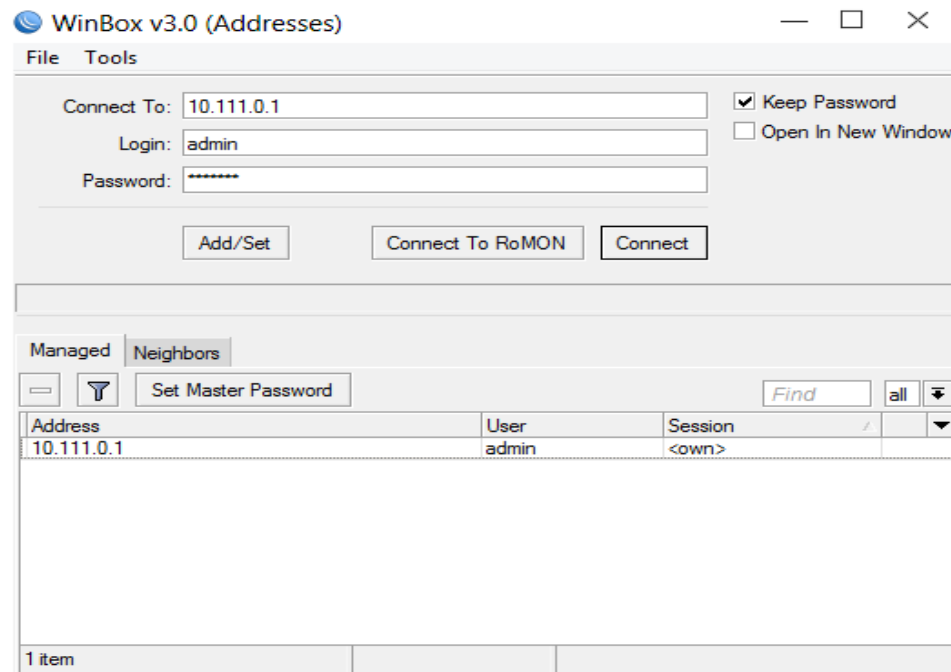 WinBox v3.0 (Addresses)
File Tools
Connect To: 10.111.0.1
Keep Password
Login: admin
Open In New Window
Password: *******
Add/Set Connect To RoMON Connect
Managed Neighbors
Set Master Password Find all
Address User Session
10.111.0.1 admin <own>
1 item